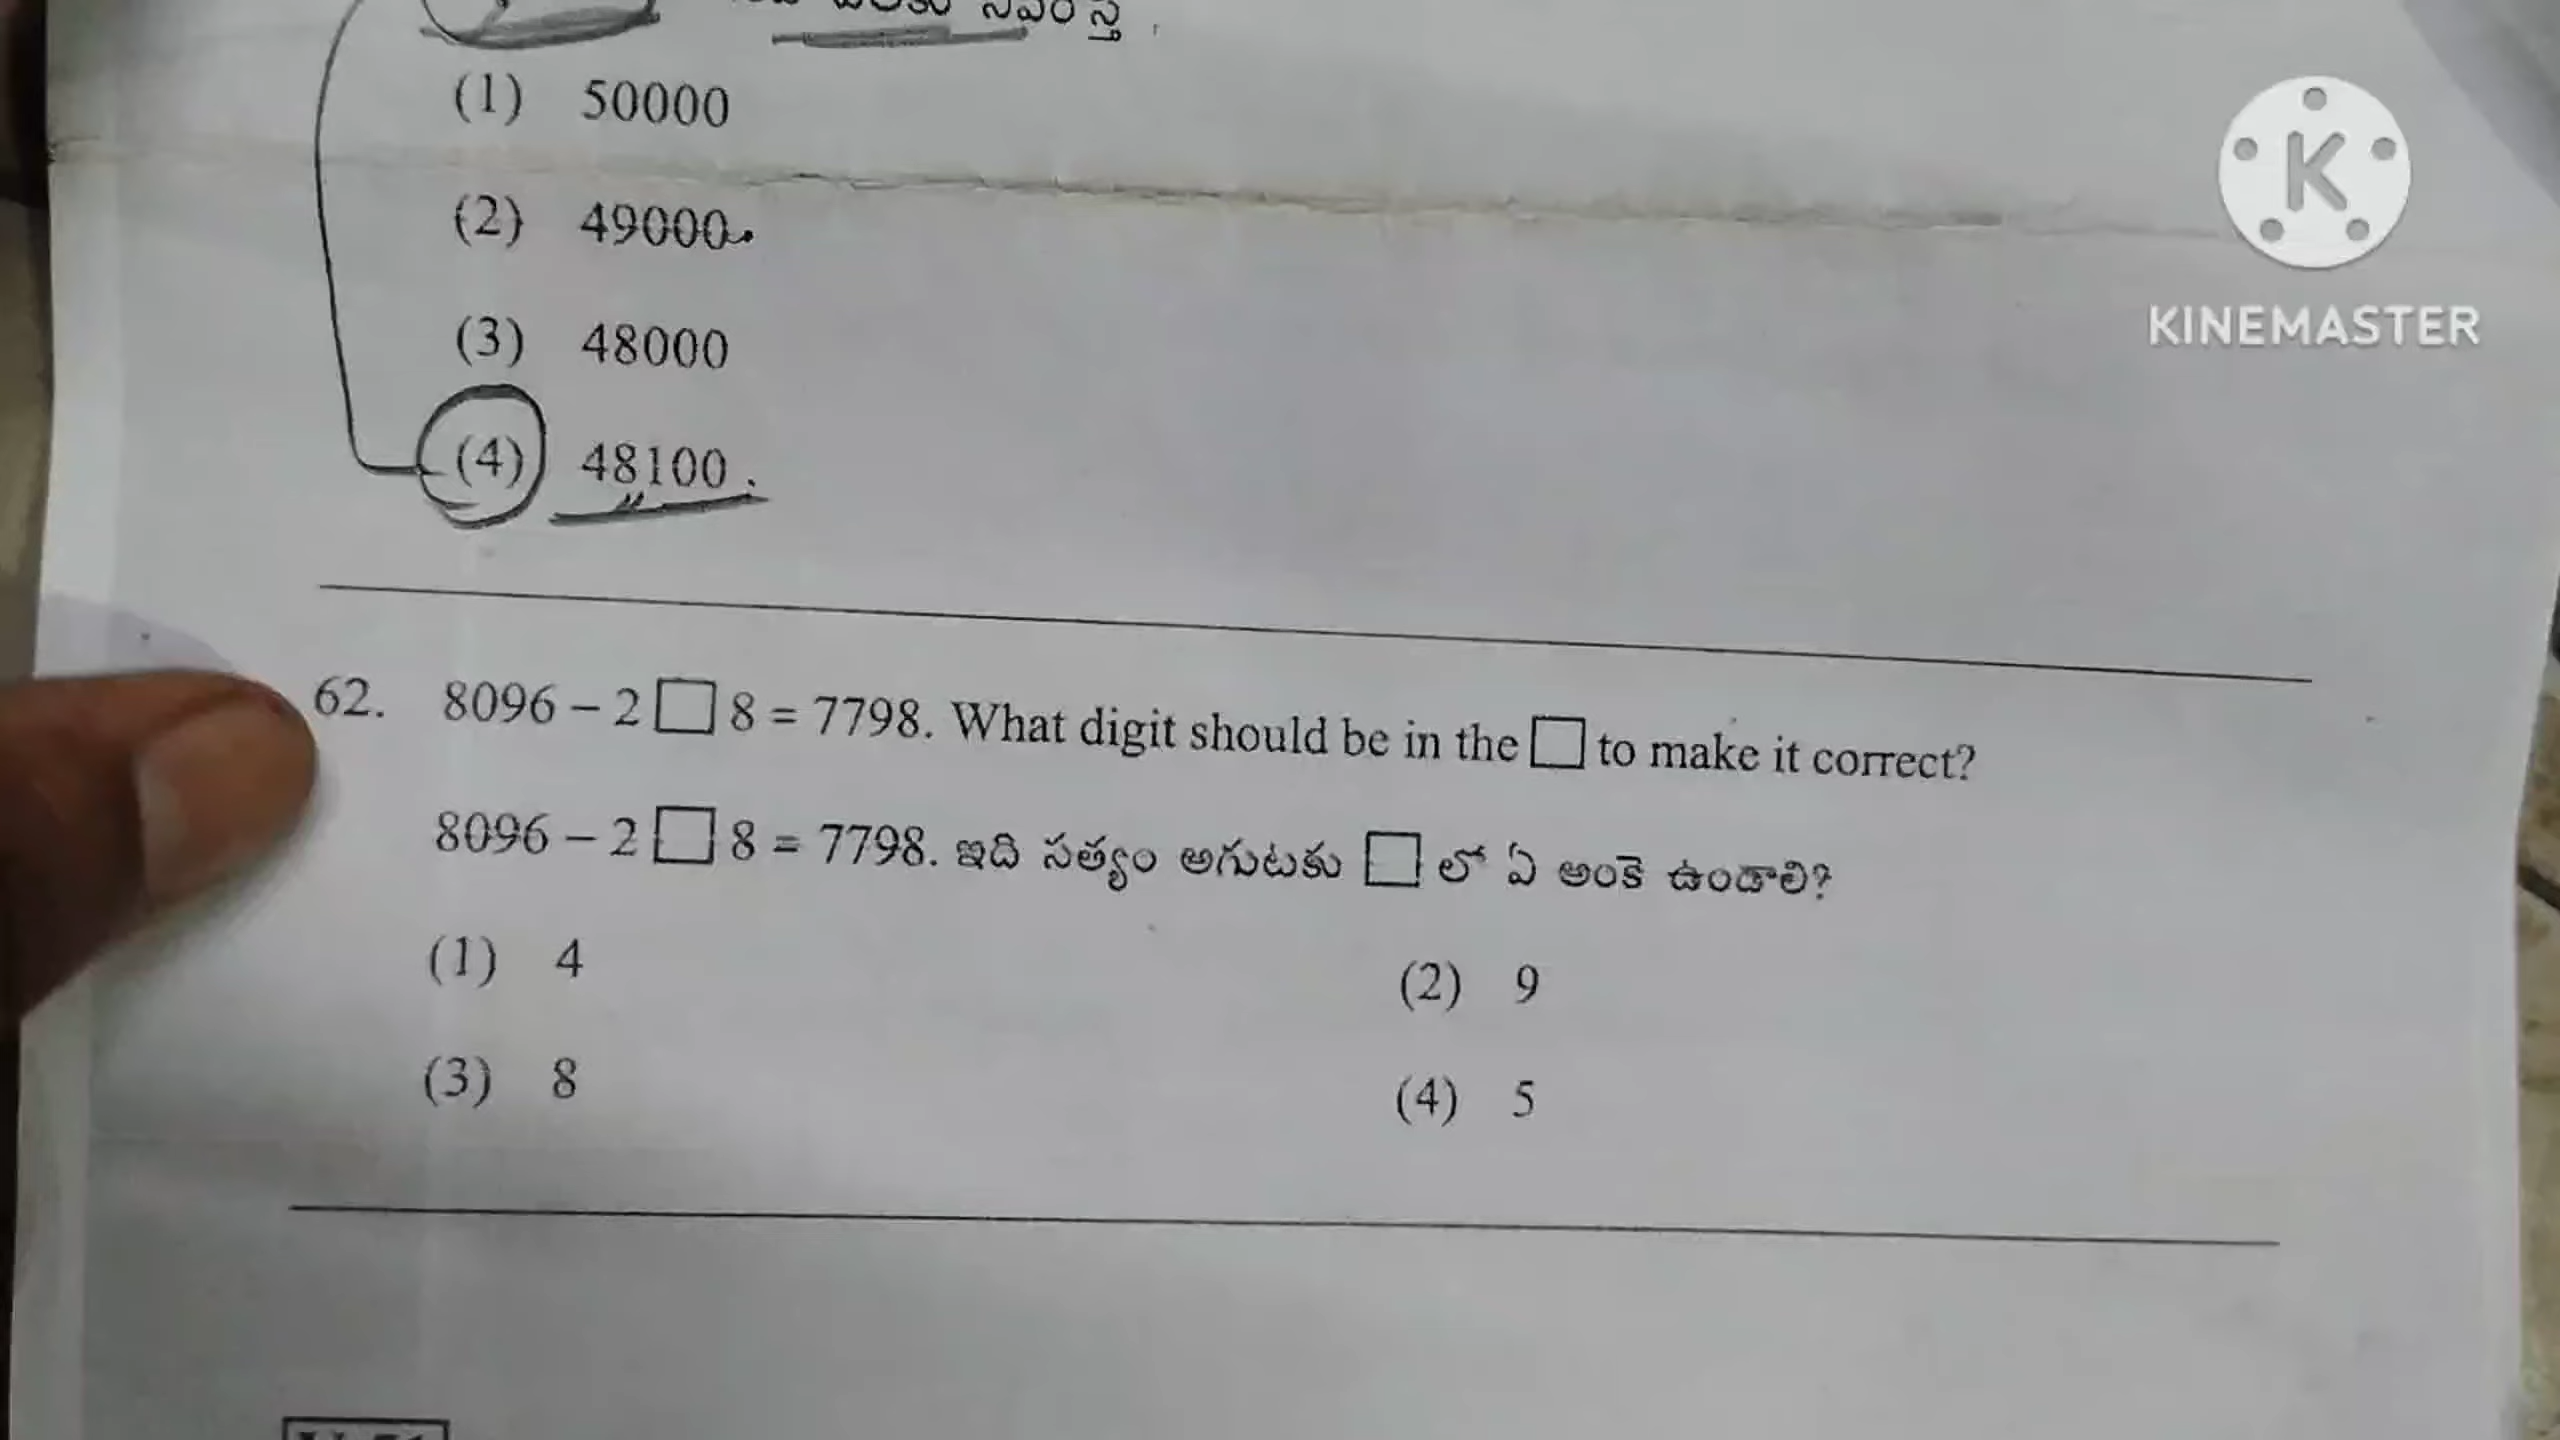 (1) 50000
(2) 49000
(3) 48000
(4) 48100.
K
KINEMASTER
62. 8096 – 2 □ 8 = 7798. What digit should be in the □ to make it correct?
8096 – 2 □ 8 = 7798. ఇది సత్యం అగుటకు □ లో ఏ అంకె ఉండాలి?
(1) 4
(2) 9
(3) 8
(4) 5